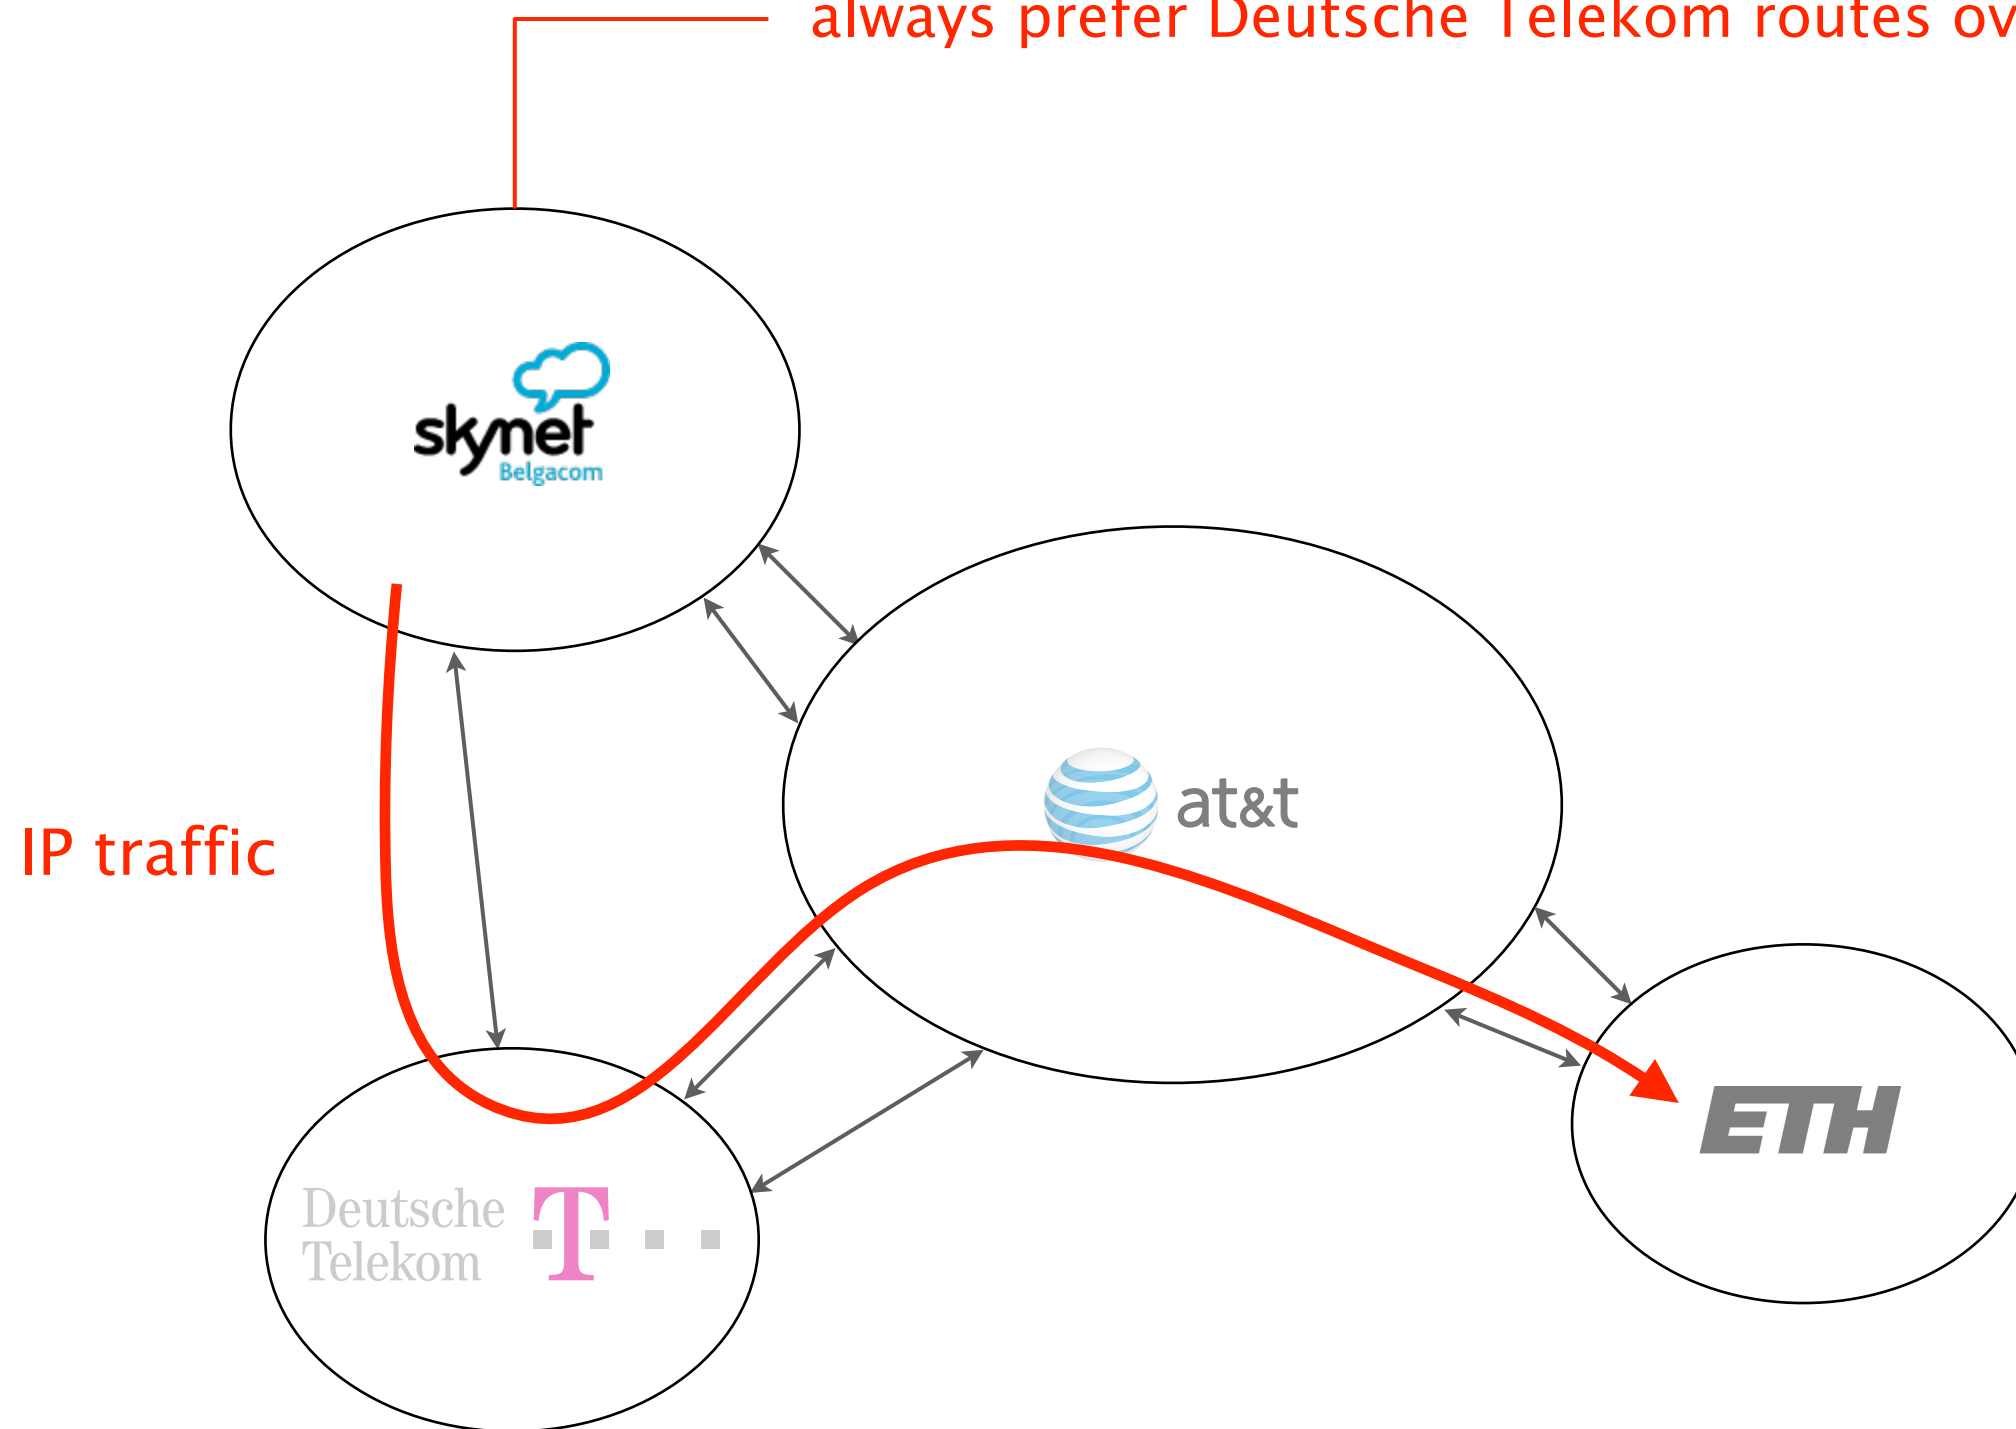 always prefer Deutsche Telekom routes ov
skynet
Belgacom
at&t
IP traffic
ETH
Deutsche
Telekom
T